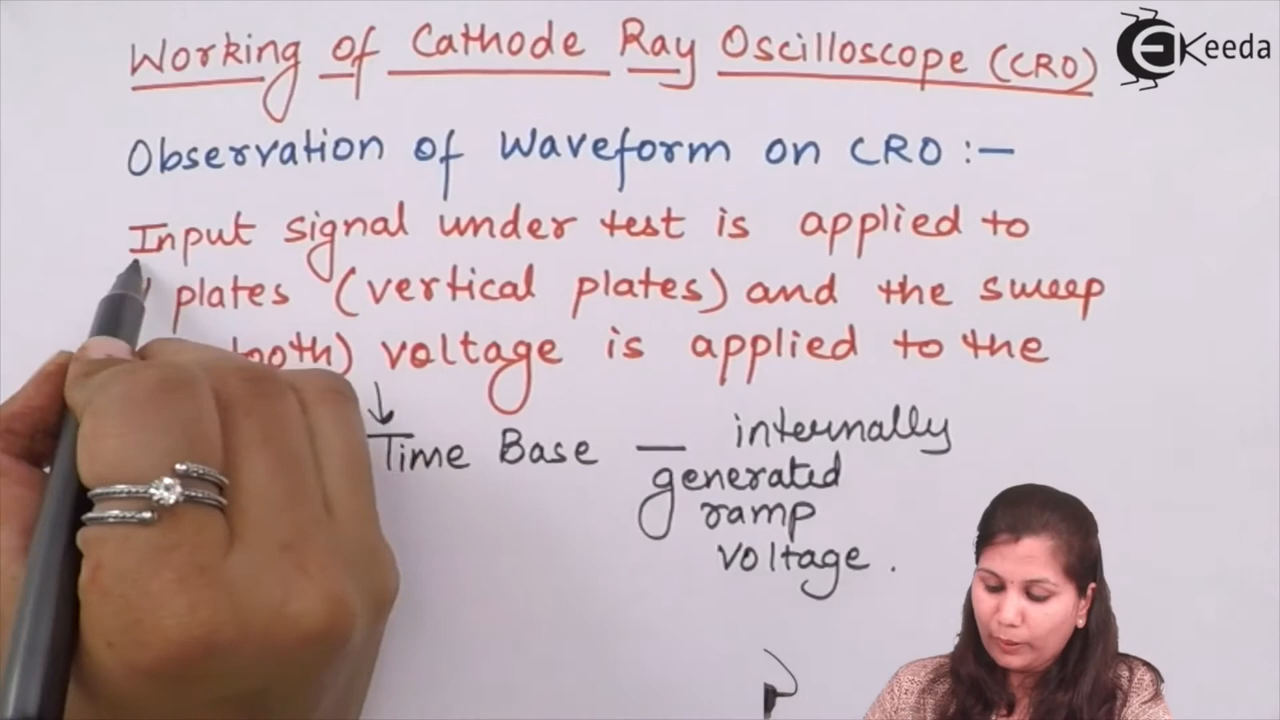 Working of Cathode Ray Oscilloscope (CRO)
Keeda
Observation of Waveform on CRO :-
Input signal under test is applied to
plates (vertical plates) and the sweep
tooth) voltage is applied to the
↓
Time Base — internally
generated
ramp
voltage.